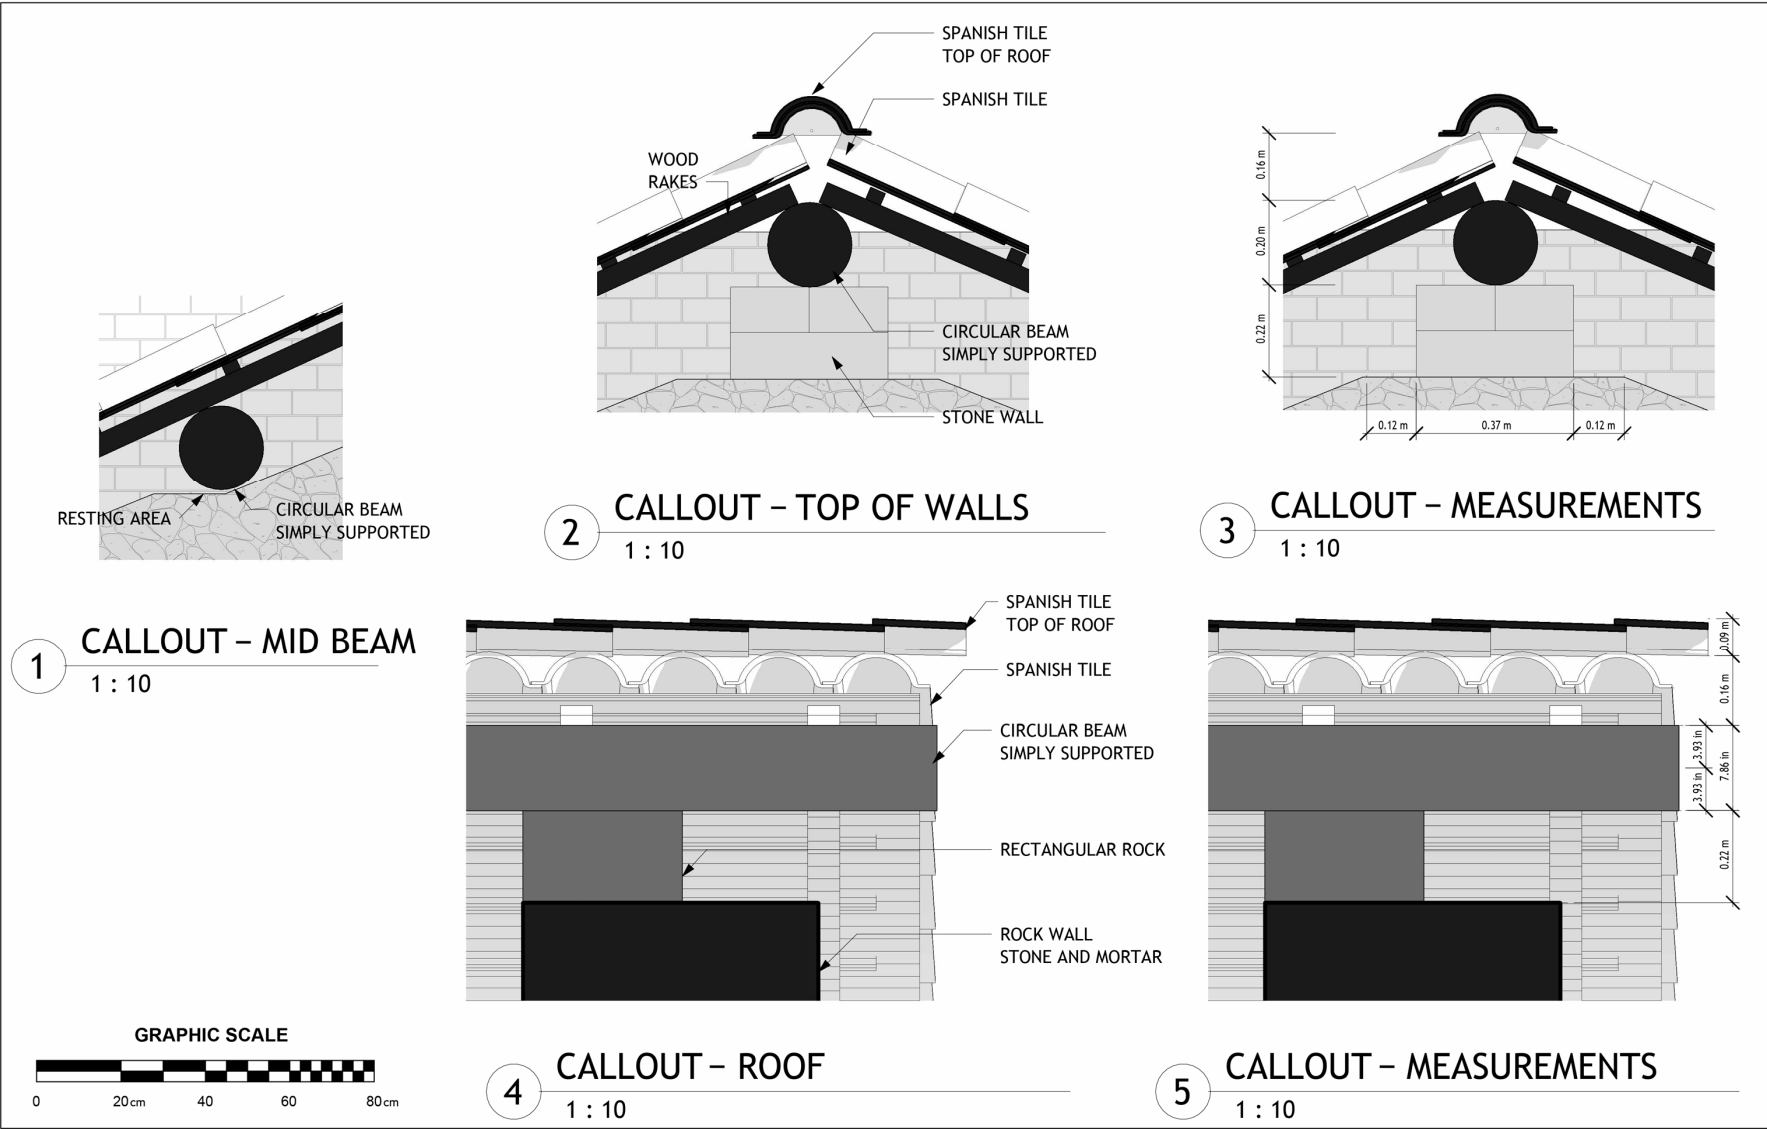 SPANISH TILE
TOP OF ROOF
SPANISH TILE
WOOD
RAKES
CIRCULAR BEAM
SIMPLY SUPPORTED
STONE WALL
2
CALLOUT – TOP OF WALLS
1 : 10
0.16 m
0.20 m
0.22 m
0.12 m
0.37 m
0.12 m
3
CALLOUT – MEASUREMENTS
1 : 10
RESTING AREA
CIRCULAR BEAM
SIMPLY SUPPORTED
1
CALLOUT – MID BEAM
1 : 10
SPANISH TILE
TOP OF ROOF
SPANISH TILE
CIRCULAR BEAM
SIMPLY SUPPORTED
RECTANGULAR ROCK
ROCK WALL
STONE AND MORTAR
4
CALLOUT – ROOF
1 : 10
0.09 m
0.16 m
3.93 in
7.86 in
3.93 in
0.22 m
5
CALLOUT – MEASUREMENTS
1 : 10
GRAPHIC SCALE
0 20cm 40 60 80cm